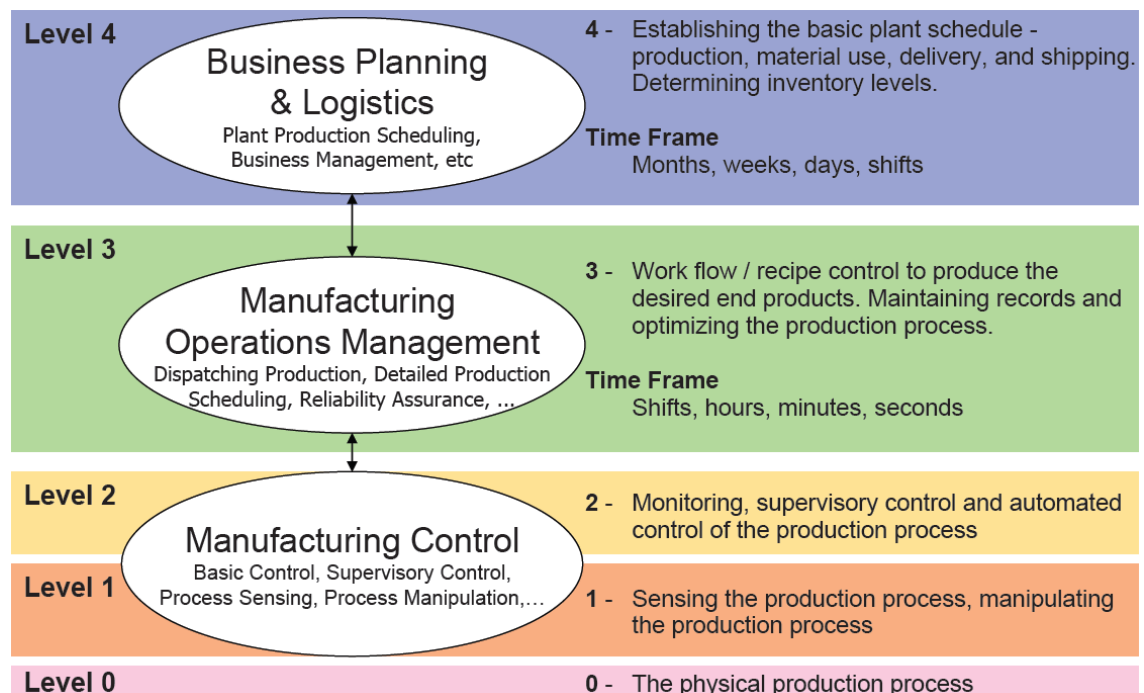 Level 4
Business Planning
& Logistics
Plant Production Scheduling,
Business Management, etc
4 - Establishing the basic plant schedule -
production, material use, delivery, and shipping.
Determining inventory levels.
Time Frame
Months, weeks, days, shifts
Level 3
Manufacturing
Operations Management
Dispatching Production, Detailed Production
Scheduling, Reliability Assurance, ...
3 - Work flow / recipe control to produce the
desired end products. Maintaining records and
optimizing the production process.
Time Frame
Shifts, hours, minutes, seconds
Level 2
Manufacturing Control
Basic Control, Supervisory Control,
Process Sensing, Process Manipulation,...
2 - Monitoring, supervisory control and automated
control of the production process
Level 1
1 - Sensing the production process, manipulating
the production process
Level 0
0 - The physical production process